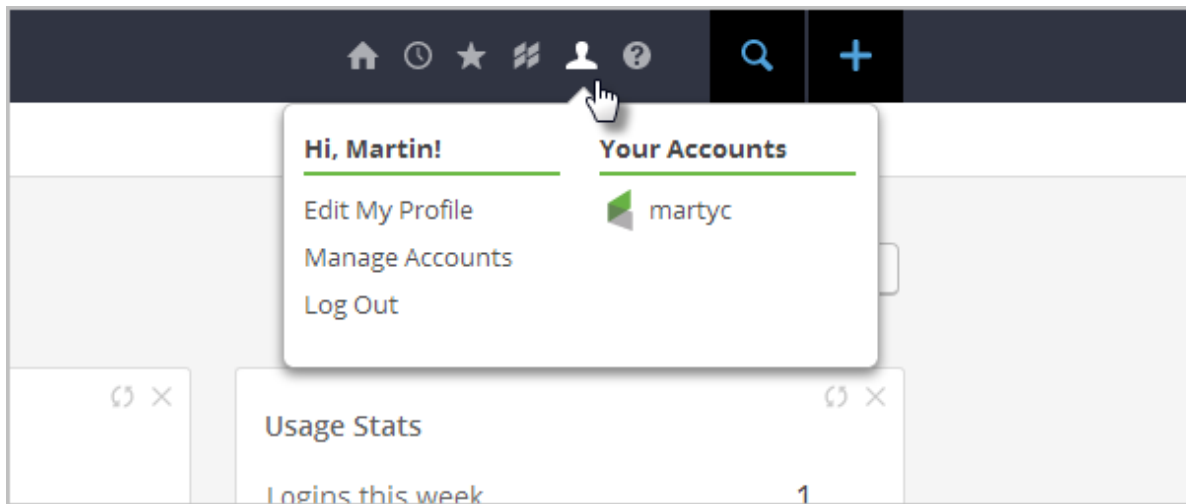 Hi, Martin!
Edit My Profile
Manage Accounts
Log Out
Your Accounts
martyc
Usage Stats
Logins this week 1